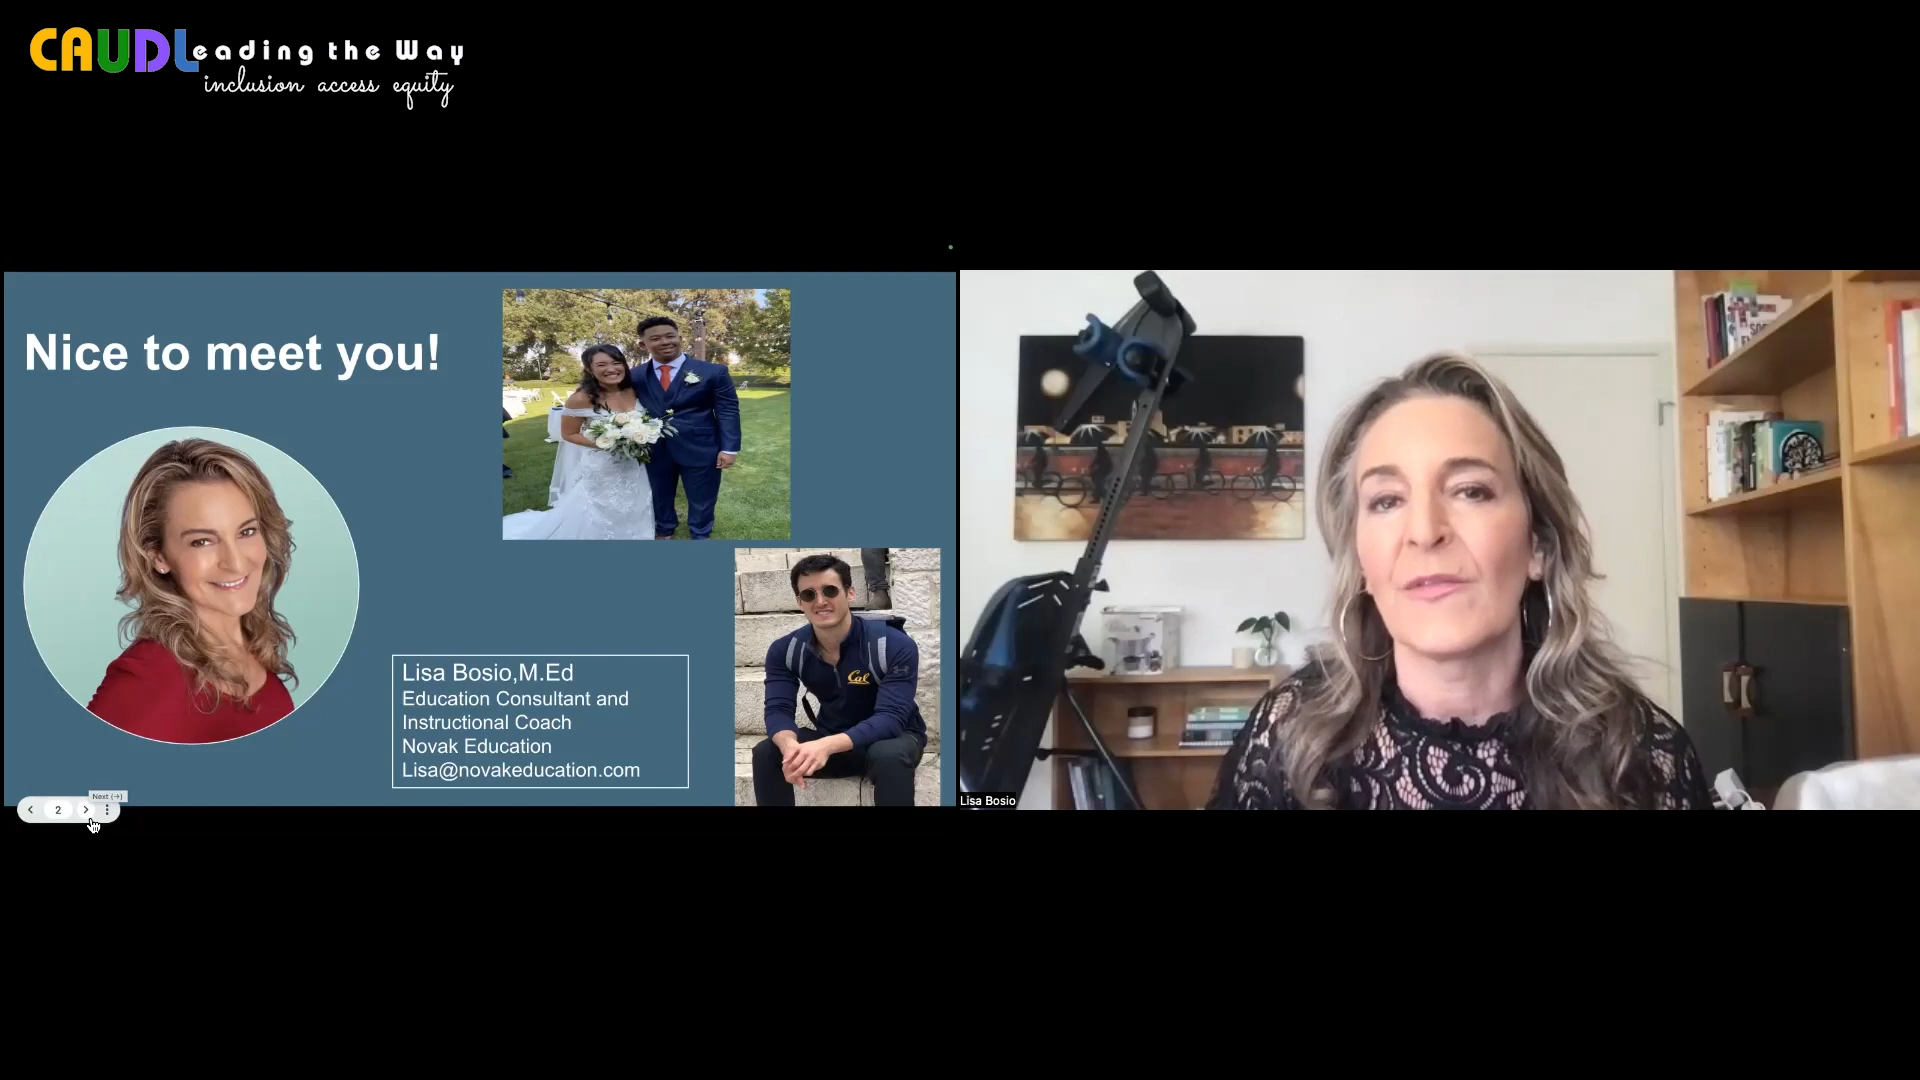 CAUDLeading the Way
inclusion access equity
Nice to meet you!
Cal
Lisa Bosio,M.Ed
Education Consultant and
Instructional Coach
Novak Education
Lisa@novakeducation.com
Next (→)
2
Lisa Bosio